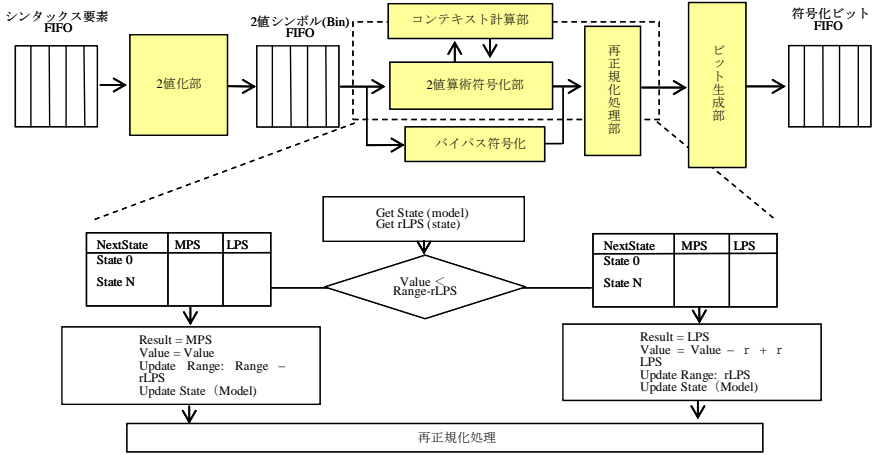 シンタックス要素
FIFO
2値化部
2値シンボル(Bin)
FIFO
コンテキスト計算部
2値算術符号化部
バイパス符号化
再正規化処理部
ビット生成部
符号化ビット
FIFO
Get State (model)
Get rLPS (state)
NextState MPS LPS
State 0
State N
Value <
Range-rLPS
NextState MPS LPS
State 0
State N
Result = MPS
Value = Value
Update Range: Range –
rLPS
Update State（Model）
Result = LPS
Value = Value – r + r
LPS
Update Range: rLPS
Update State（Model）
再正規化処理